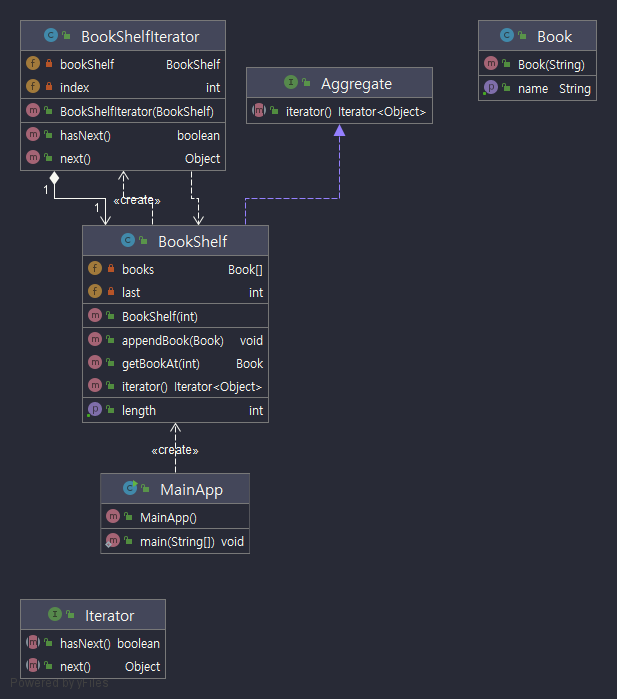 BookShelfIterator
bookShelf BookShelf
index int
BookShelfIterator(BookShelf)
hasNext() boolean
next() Object
Book
Book(String)
name String
Aggregate
iterator() Iterator<Object>
1
1
«create»
BookShelf
books Book[]
last int
BookShelf(int)
appendBook(Book) void
getBookAt(int) Book
iterator() Iterator<Object>
length int
«create»
MainApp
MainApp()
main(String[]) void
Iterator
hasNext() boolean
next() Object
Powered by yFiles